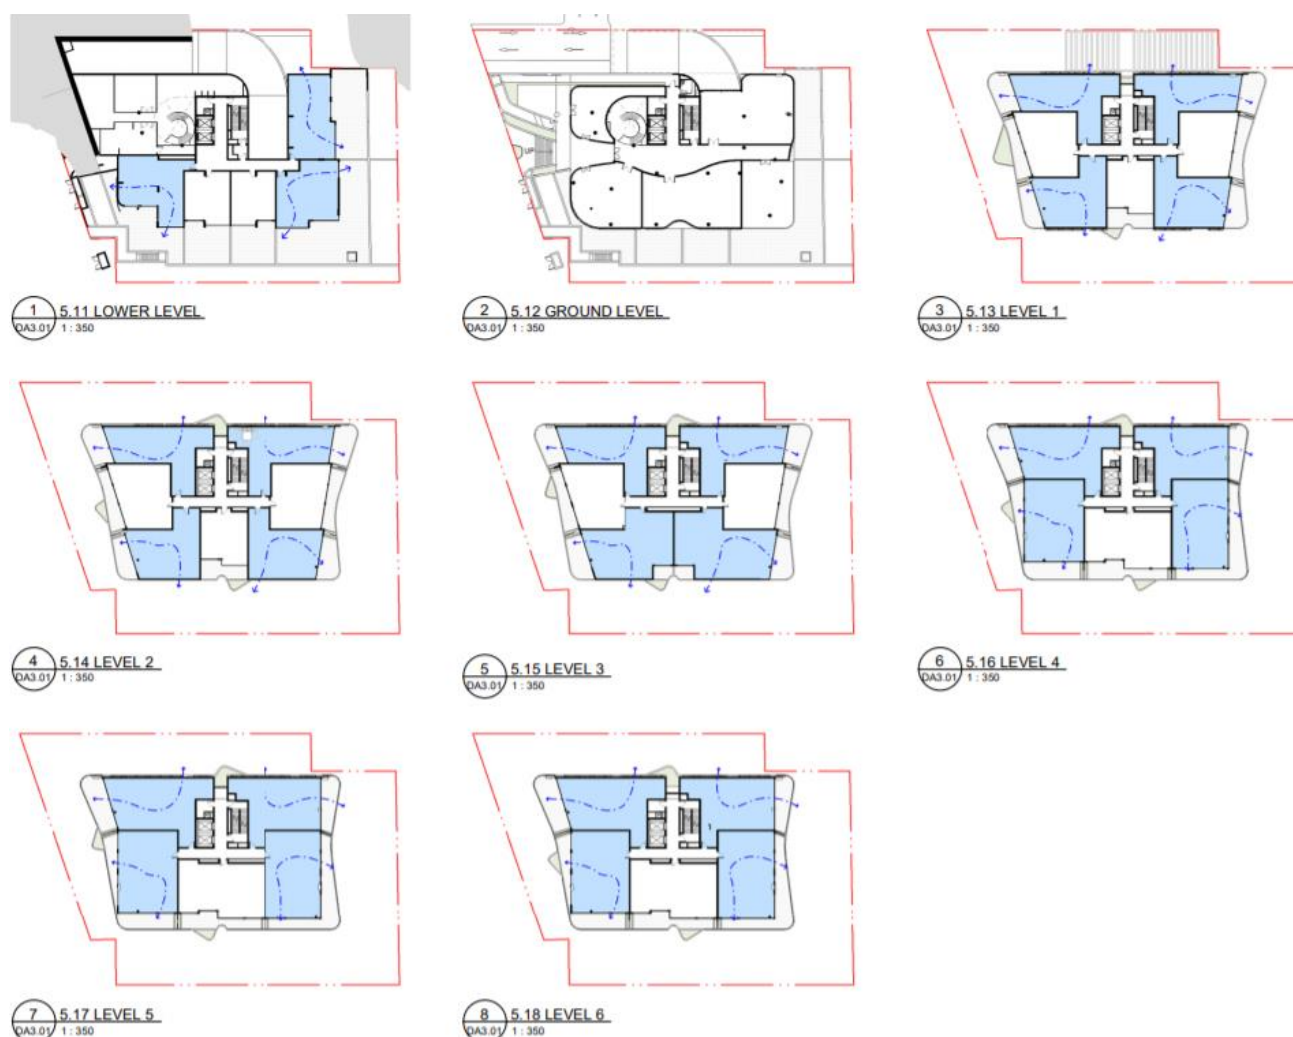 UP
1 5.11 LOWER LEVEL
DA3.01 1 : 350
2 5.12 GROUND LEVEL
DA3.01 1 : 350
3 5.13 LEVEL 1
DA3.01 1 : 350
4 5.14 LEVEL 2
DA3.01 1 : 350
5 5.15 LEVEL 3
DA3.01 1 : 350
6 5.16 LEVEL 4
DA3.01 1 : 350
7 5.17 LEVEL 5
DA3.01 1 : 350
8 5.18 LEVEL 6
DA3.01 1 : 350